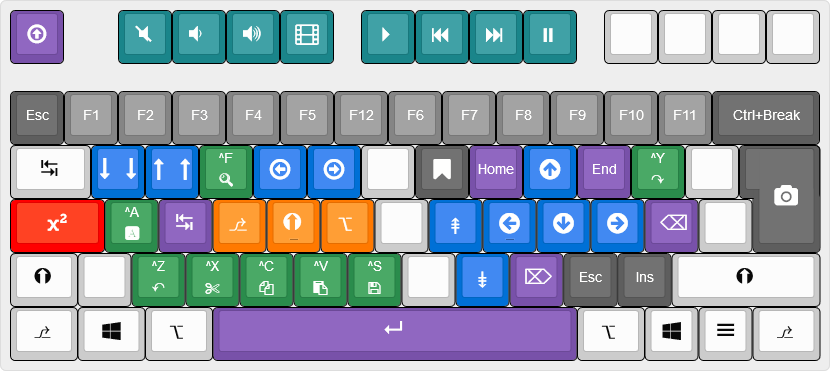 Esc F1 F2 F3 F4 F5 F12 F6 F7 F8 F9 F10 F11 Ctrl+Break
^F Home End ^Y
x² ^A A
^Z ^X ^C ^V ^S Esc Ins